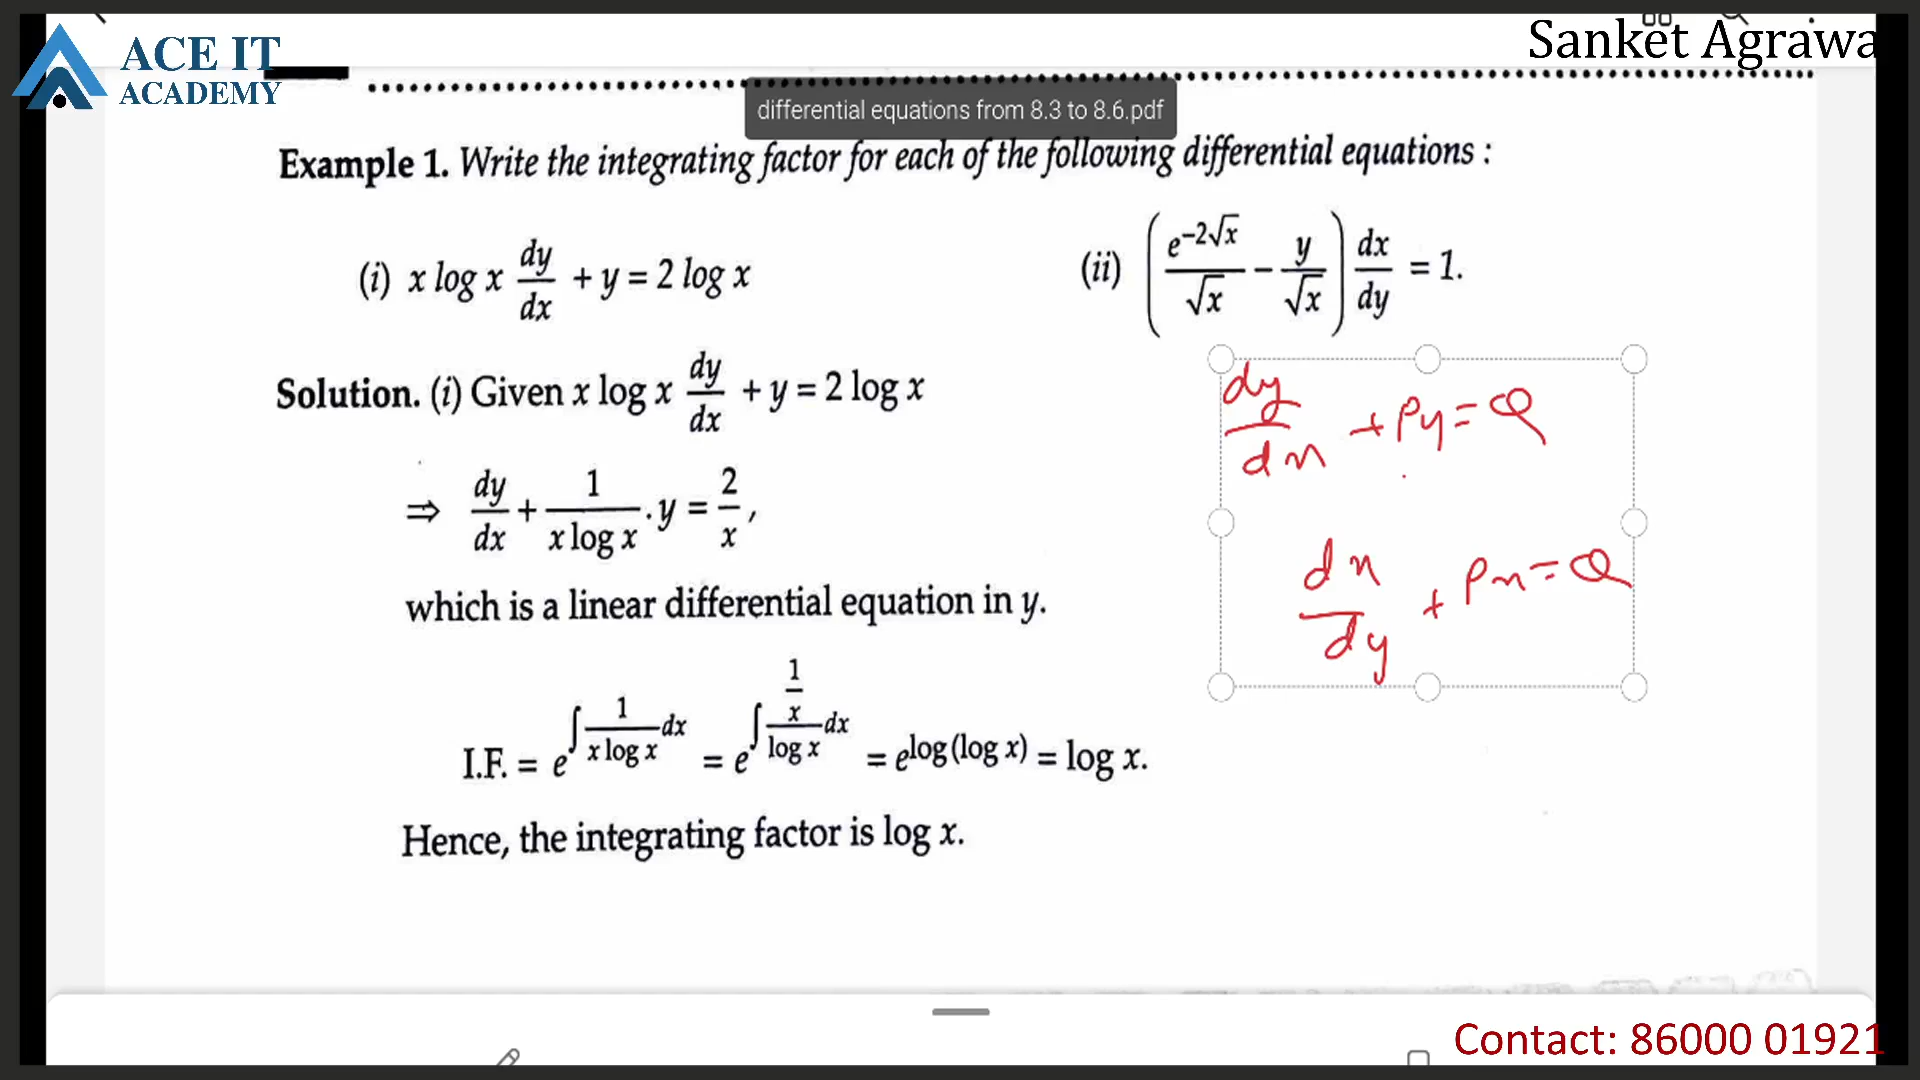 ACE IT
ACADEMY
Sanket Agrawa
differential equations from 8.3 to 8.6.pdf
Example 1. Write the integrating factor for each of the following differential equations :
(i) x log x dy/dx + y = 2 log x
(ii) (e^{-2√x}/√x − y/√x) dx/dy = 1.
Solution. (i) Given x log x dy/dx + y = 2 log x
dy/dx + Py = Q
⇒ dy/dx + 1/(x log x) . y = 2/x,
dx/dy + Px = Q
which is a linear differential equation in y.
I.F. = e^{∫ 1/(x log x) dx} = e^{∫ (1/x)/(log x) dx} = e^{log (log x)} = log x.
Hence, the integrating factor is log x.
Contact: 86000 01921